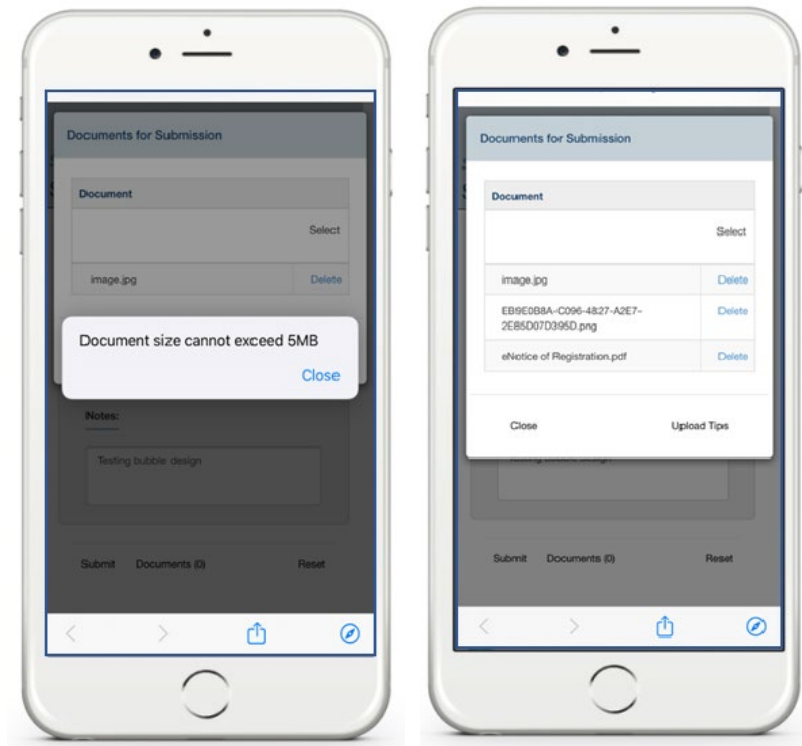 Documents for Submission
Document
Select
image.jpg
Delete
Document size cannot exceed 5MB
Close
Notes:
Testing bubble design
Submit
Documents (0)
Reset
Documents for Submission
Document
Select
image.jpg
Delete
EB9E0B8A-C096-4827-A2E7-
2E85D07D395D.png
Delete
eNotice of Registration.pdf
Delete
Close
Upload Tips
Submit
Documents (0)
Reset